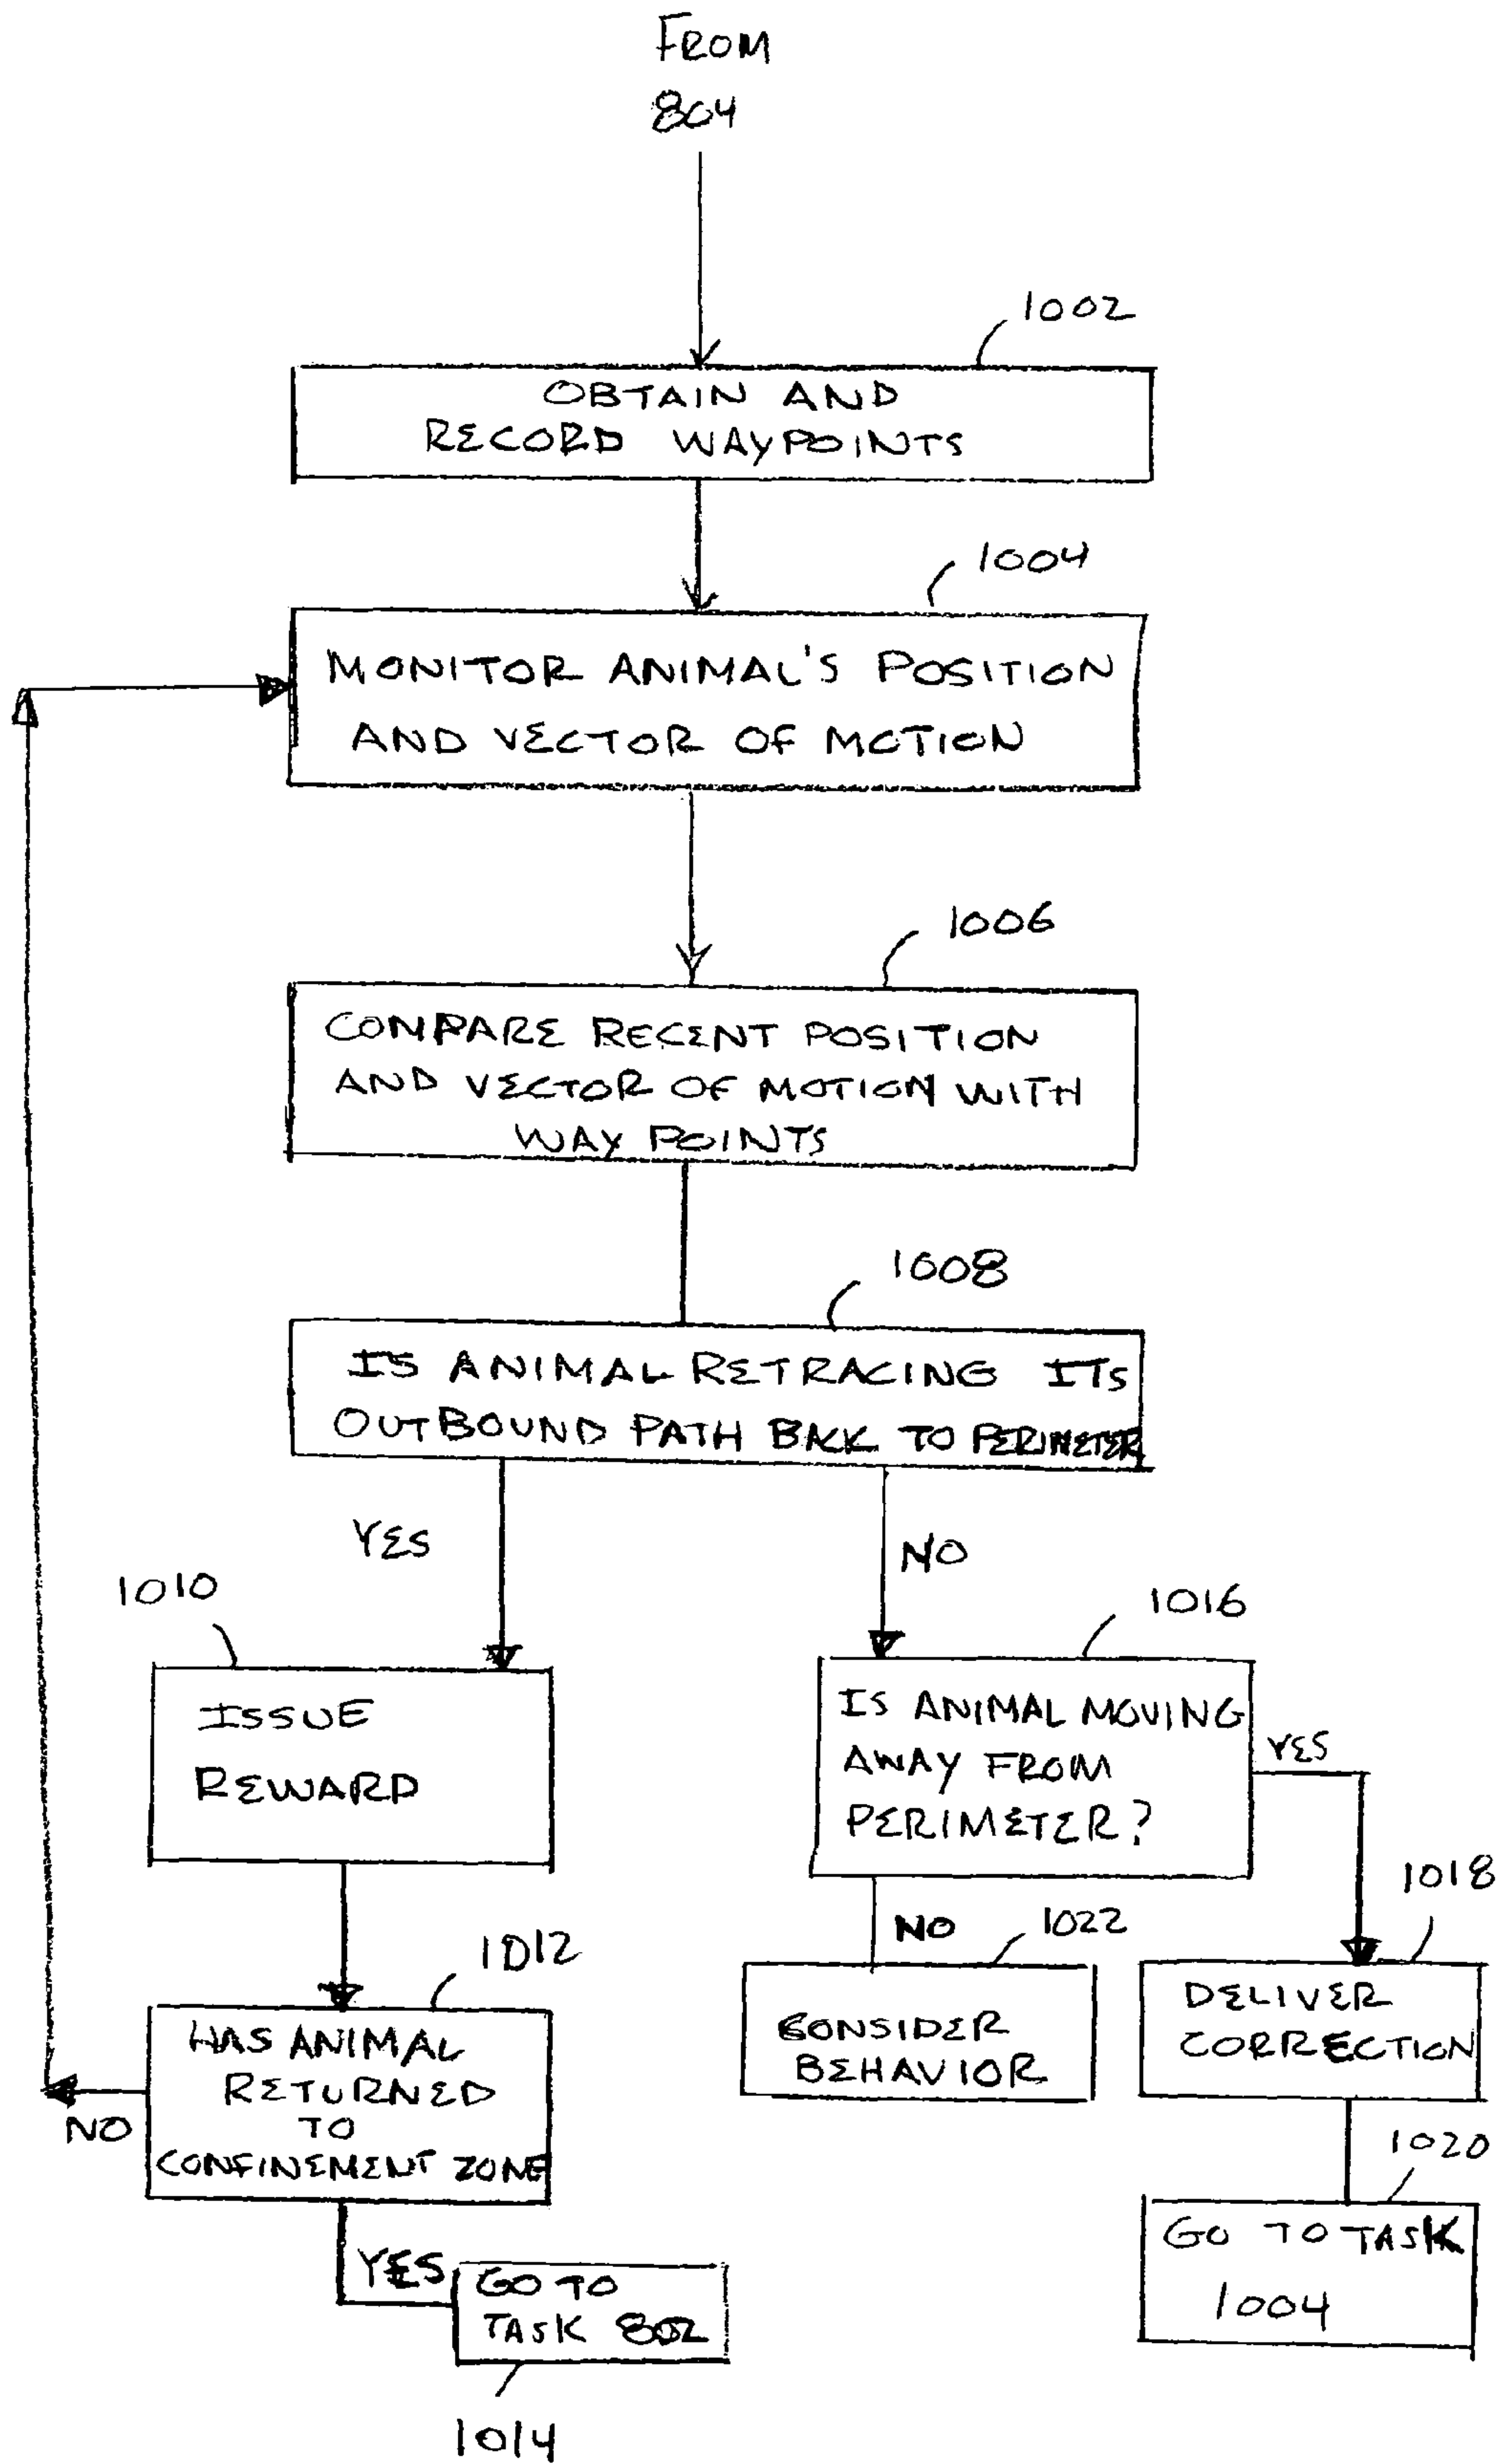 FROM
804
1002
OBTAIN AND
RECORD WAYPOINTS
1004
MONITOR ANIMAL'S POSITION
AND VECTOR OF MOTION
1006
COMPARE RECENT POSITION
AND VECTOR OF MOTION WITH
WAY POINTS
1008
IS ANIMAL RETRACING ITS
OUTBOUND PATH BACK TO PERIMETER
YES
NO
1010
ISSUE
REWARD
1016
IS ANIMAL MOVING
AWAY FROM
PERIMETER?
YES
1012
HAS ANIMAL
RETURNED
TO
CONFINEMENT ZONE
NO
NO
1022
CONSIDER
BEHAVIOR
1018
DELIVER
CORRECTION
1020
GO TO TASK
1004
YES
GO TO
TASK 802
1014